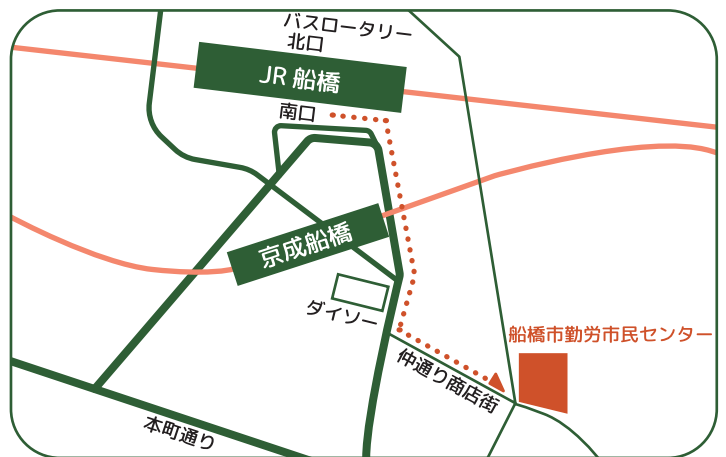 バスロータリー
北口
JR 船橋
南口
京成船橋
ダイソー
船橋市勤労市民センター
仲通り商店街
本町通り